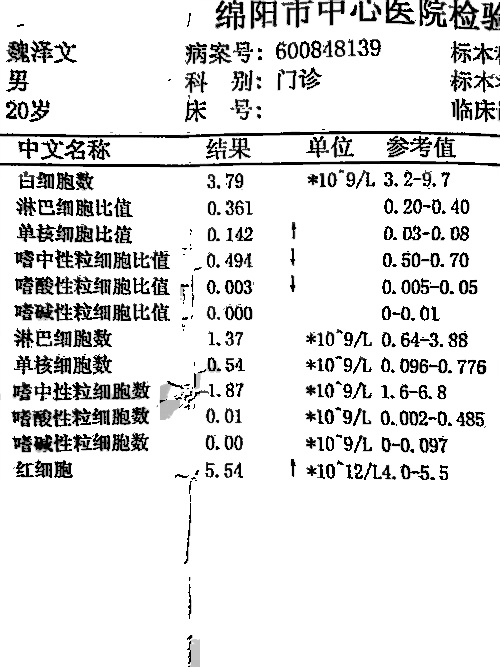 绵阳市中心医院检验
魏泽文 病案号: 600848139 标本
男 科 别: 门诊 标本
20岁 床 号: 临床
中文名称 结果 单位 参考值
白细胞数 3.79 *10^9/L 3.2-9.7
淋巴细胞比值 0.361 0.20-0.40
单核细胞比值 0.142 ↑ 0.03-0.08
嗜中性粒细胞比值 0.494 ↓ 0.50-0.70
嗜酸性粒细胞比值 0.003 ↓ 0.005-0.05
嗜碱性粒细胞比值 0.000 0-0.01
淋巴细胞数 1.37 *10^9/L 0.64-3.88
单核细胞数 0.54 *10^9/L 0.096-0.776
嗜中性粒细胞数 1.87 *10^9/L 1.6-6.8
嗜酸性粒细胞数 0.01 *10^9/L 0.002-0.485
嗜碱性粒细胞数 0.00 *10^9/L 0-0.097
红细胞 5.54 ↑ *10^12/L4.0-5.5